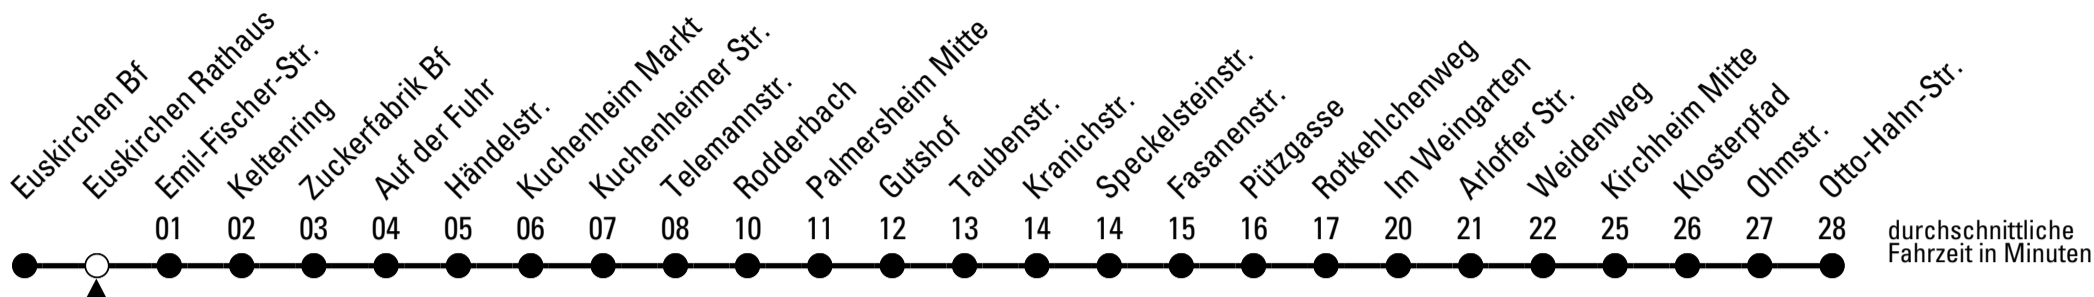 Euskirchen Bf
Euskirchen Rathaus
Emil-Fischer-Str.
Keltenring
Zuckerfabrik Bf
Auf der Fuhr
Händelstr.
Kuchenheim Markt
Kuchenheimer Str.
Telemannstr.
Rodderbach
Palmersheim Mitte
Gutshof
Taubenstr.
Kranichstr.
Speckelsteinstr.
Fasanenstr.
Pützgasse
Rotkehlchenweg
Im Weingarten
Arloffer Str.
Weidenweg
Kirchheim Mitte
Klosterpfad
Ohmstr.
Otto-Hahn-Str.
01 02 03 04 05 06 07 08 10 11 12 13 14 14 15 16 17 20 21 22 25 26 27 28
durchschnittliche
Fahrzeit in Minuten